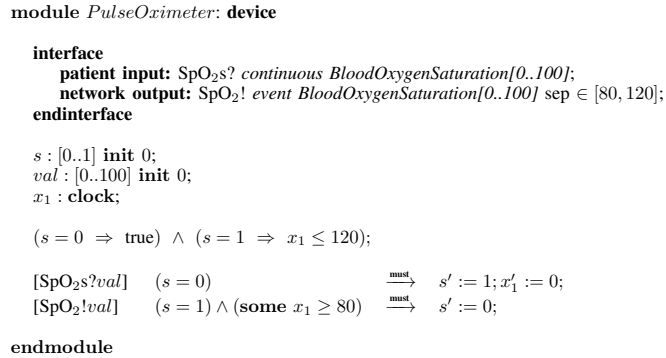 module PulseOximeter: device
interface
patient input: SpO₂s? continuous BloodOxygenSaturation[0..100];
network output: SpO₂! event BloodOxygenSaturation[0..100] sep ∈ [80, 120];
endinterface
s : [0..1] init 0;
val : [0..100] init 0;
x₁ : clock;
(s = 0 ⇒ true) ∧ (s = 1 ⇒ x₁ ≤ 120);
[SpO₂s?val] (s = 0) must⟶ s′ := 1; x′₁ := 0;
[SpO₂!val] (s = 1) ∧ (some x₁ ≥ 80) must⟶ s′ := 0;
endmodule